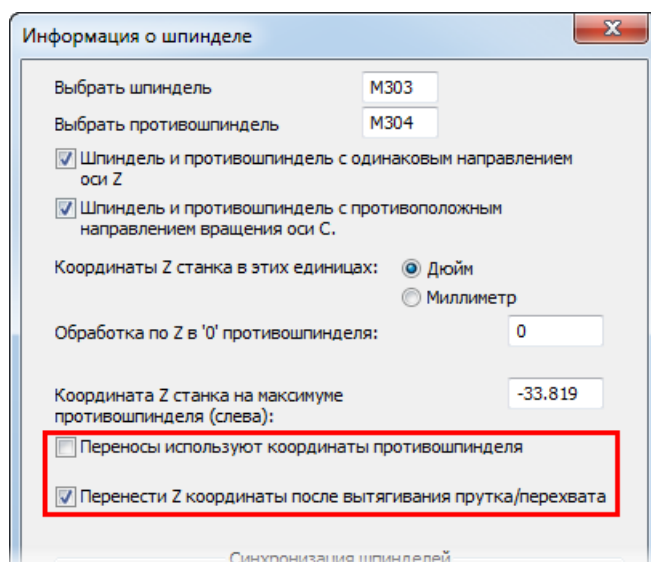 Информация о шпинделе
Выбрать шпиндель M303
Выбрать противошпиндель M304
Шпиндель и противошпиндель с одинаковым направлением
оси Z
Шпиндель и противошпиндель с противоположным
направлением вращения оси C.
Координаты Z станка в этих единицах: Дюйм
Миллиметр
Обработка по Z в '0' противошпинделя: 0
Координата Z станка на максимуме -33.819
противошпинделя (слева):
Переносы используют координаты противошпинделя
Перенести Z координаты после вытягивания прутка/перехвата
Синхронизация шпинделей